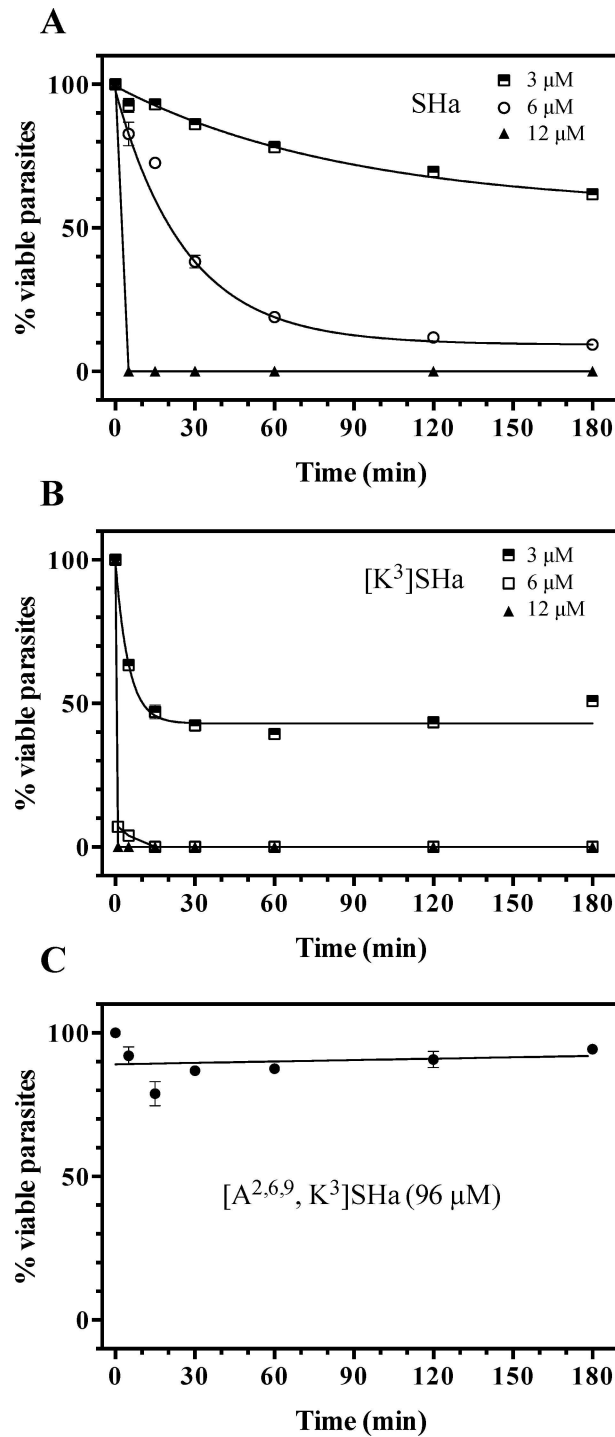 A
100
50
0
% viable parasites
SHa
3 μM
6 μM
12 μM
0 30 60 90 120 150 180
Time (min)
B
100
50
0
% viable parasites
[K³]SHa
3 μM
6 μM
12 μM
0 30 60 90 120 150 180
Time (min)
C
100
50
0
% viable parasites
[A²,⁶,⁹, K³]SHa (96 μM)
0 30 60 90 120 150 180
Time (min)